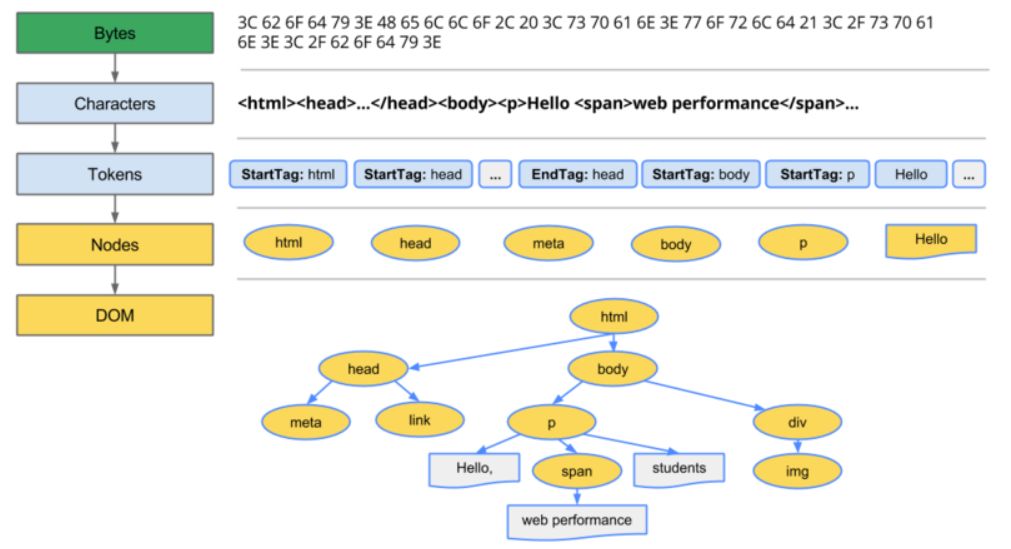 Bytes
3C 62 6F 64 79 3E 48 65 6C 6C 6F 2C 20 3C 73 70 61 6E 3E 77 6F 72 6C 64 21 3C 2F 73 70 61
6E 3E 3C 2F 62 6F 64 79 3E
Characters
<html><head>...</head><body><p>Hello <span>web performance</span>...
Tokens
StartTag: html
StartTag: head
...
EndTag: head
StartTag: body
StartTag: p
Hello
...
Nodes
html
head
meta
body
p
Hello
DOM
html
head
body
meta
link
p
div
Hello,
span
students
img
web performance